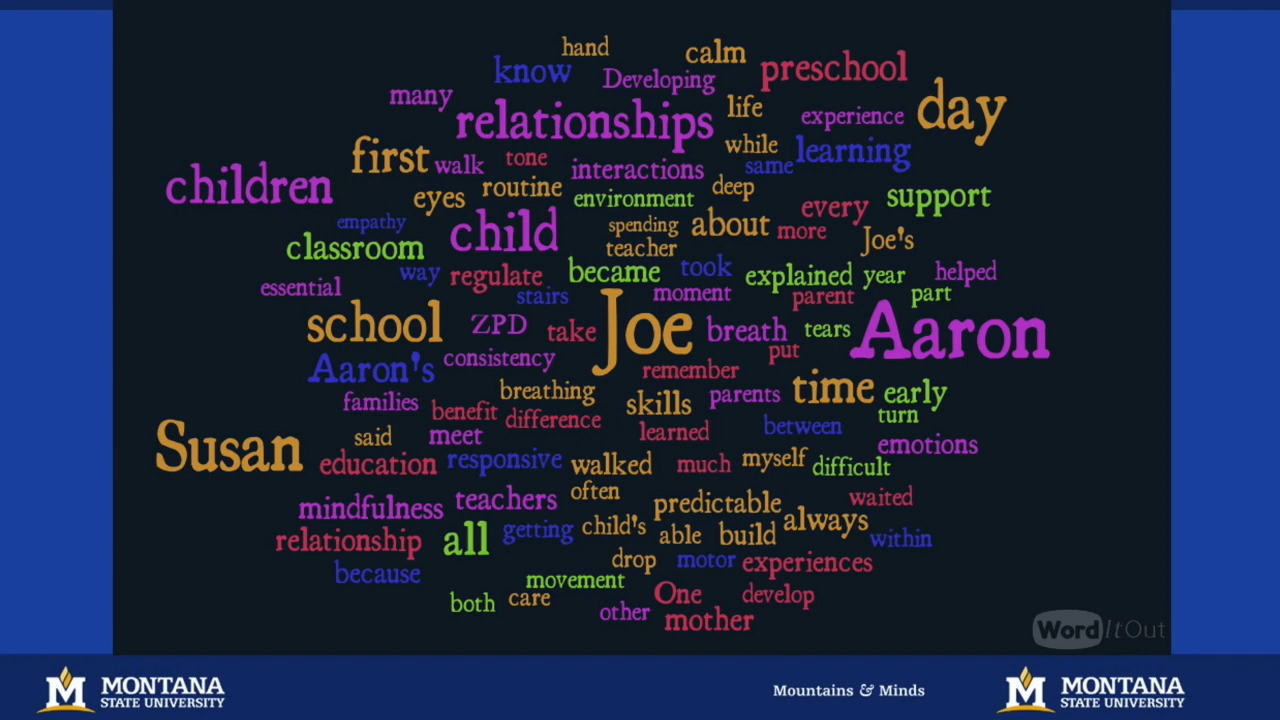 hand
calm
know
Developing
preschool
many
relationships
life
experience
day
first
walk
tone
interactions
while
same
learning
children
eyes
routine
environment
deep
every
support
empathy
child
spending
about
more
Joe's
classroom
teacher
way
regulate
became
took
explained
year
helped
essential
stairs
moment
parent
part
school
ZPD
take
Joe
breath
tears
Aaron
put
Aaron's
consistency
remember
breathing
time
early
families
benefit
difference
skills
parents
turn
Susan
said
meet
learned
between
emotions
education
responsive
walked
much
myself
difficult
mindfulness
teachers
often
predictable
waited
relationship
all
getting
child's
able
build
always
within
because
drop
motor
experiences
movement
both
care
One
develop
other
mother
WordItOut
M MONTANA
STATE UNIVERSITY
Mountains & Minds
M MONTANA
STATE UNIVERSITY